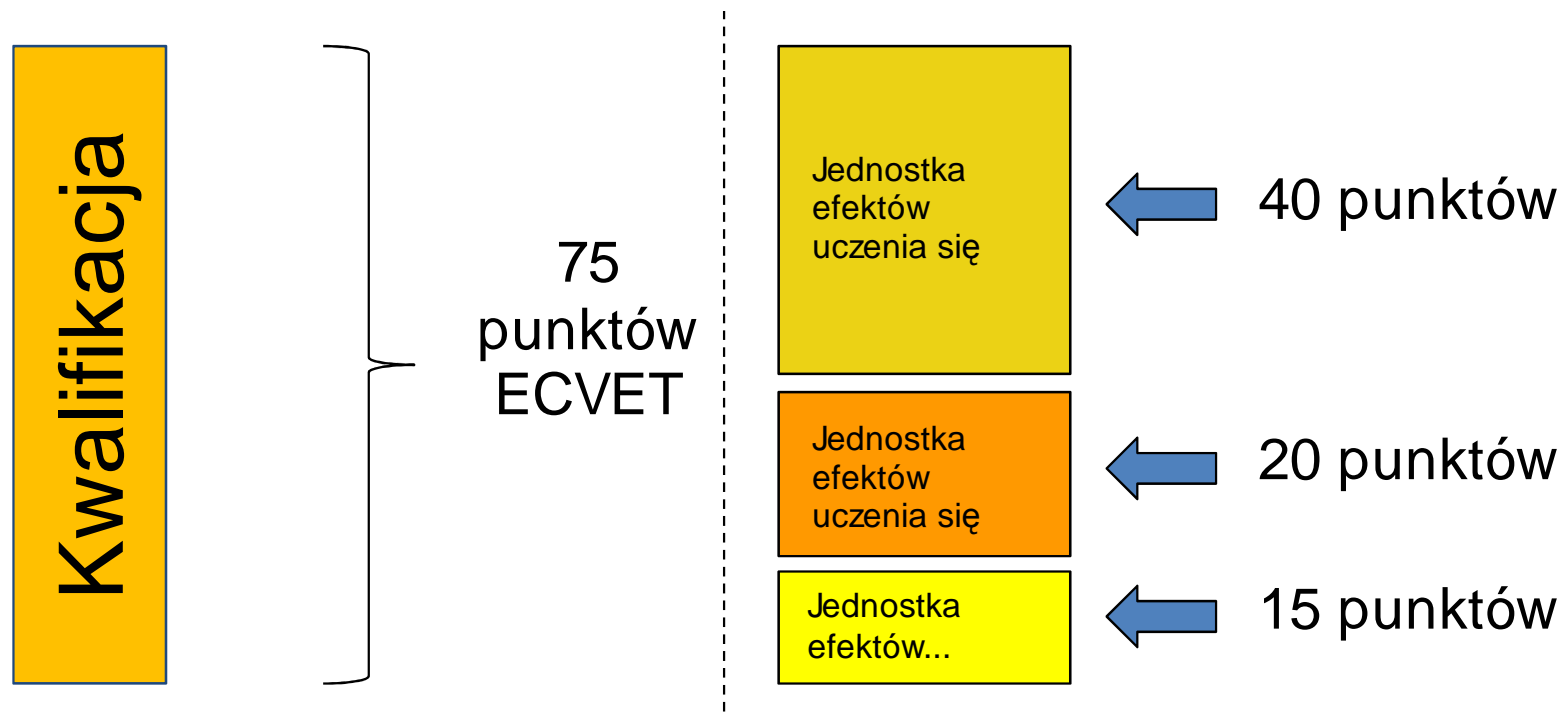 Kwalifikacja
75
punktów
ECVET
Jednostka
efektów
uczenia się
40 punktów
Jednostka
efektów
uczenia się
20 punktów
Jednostka
efektów...
15 punktów